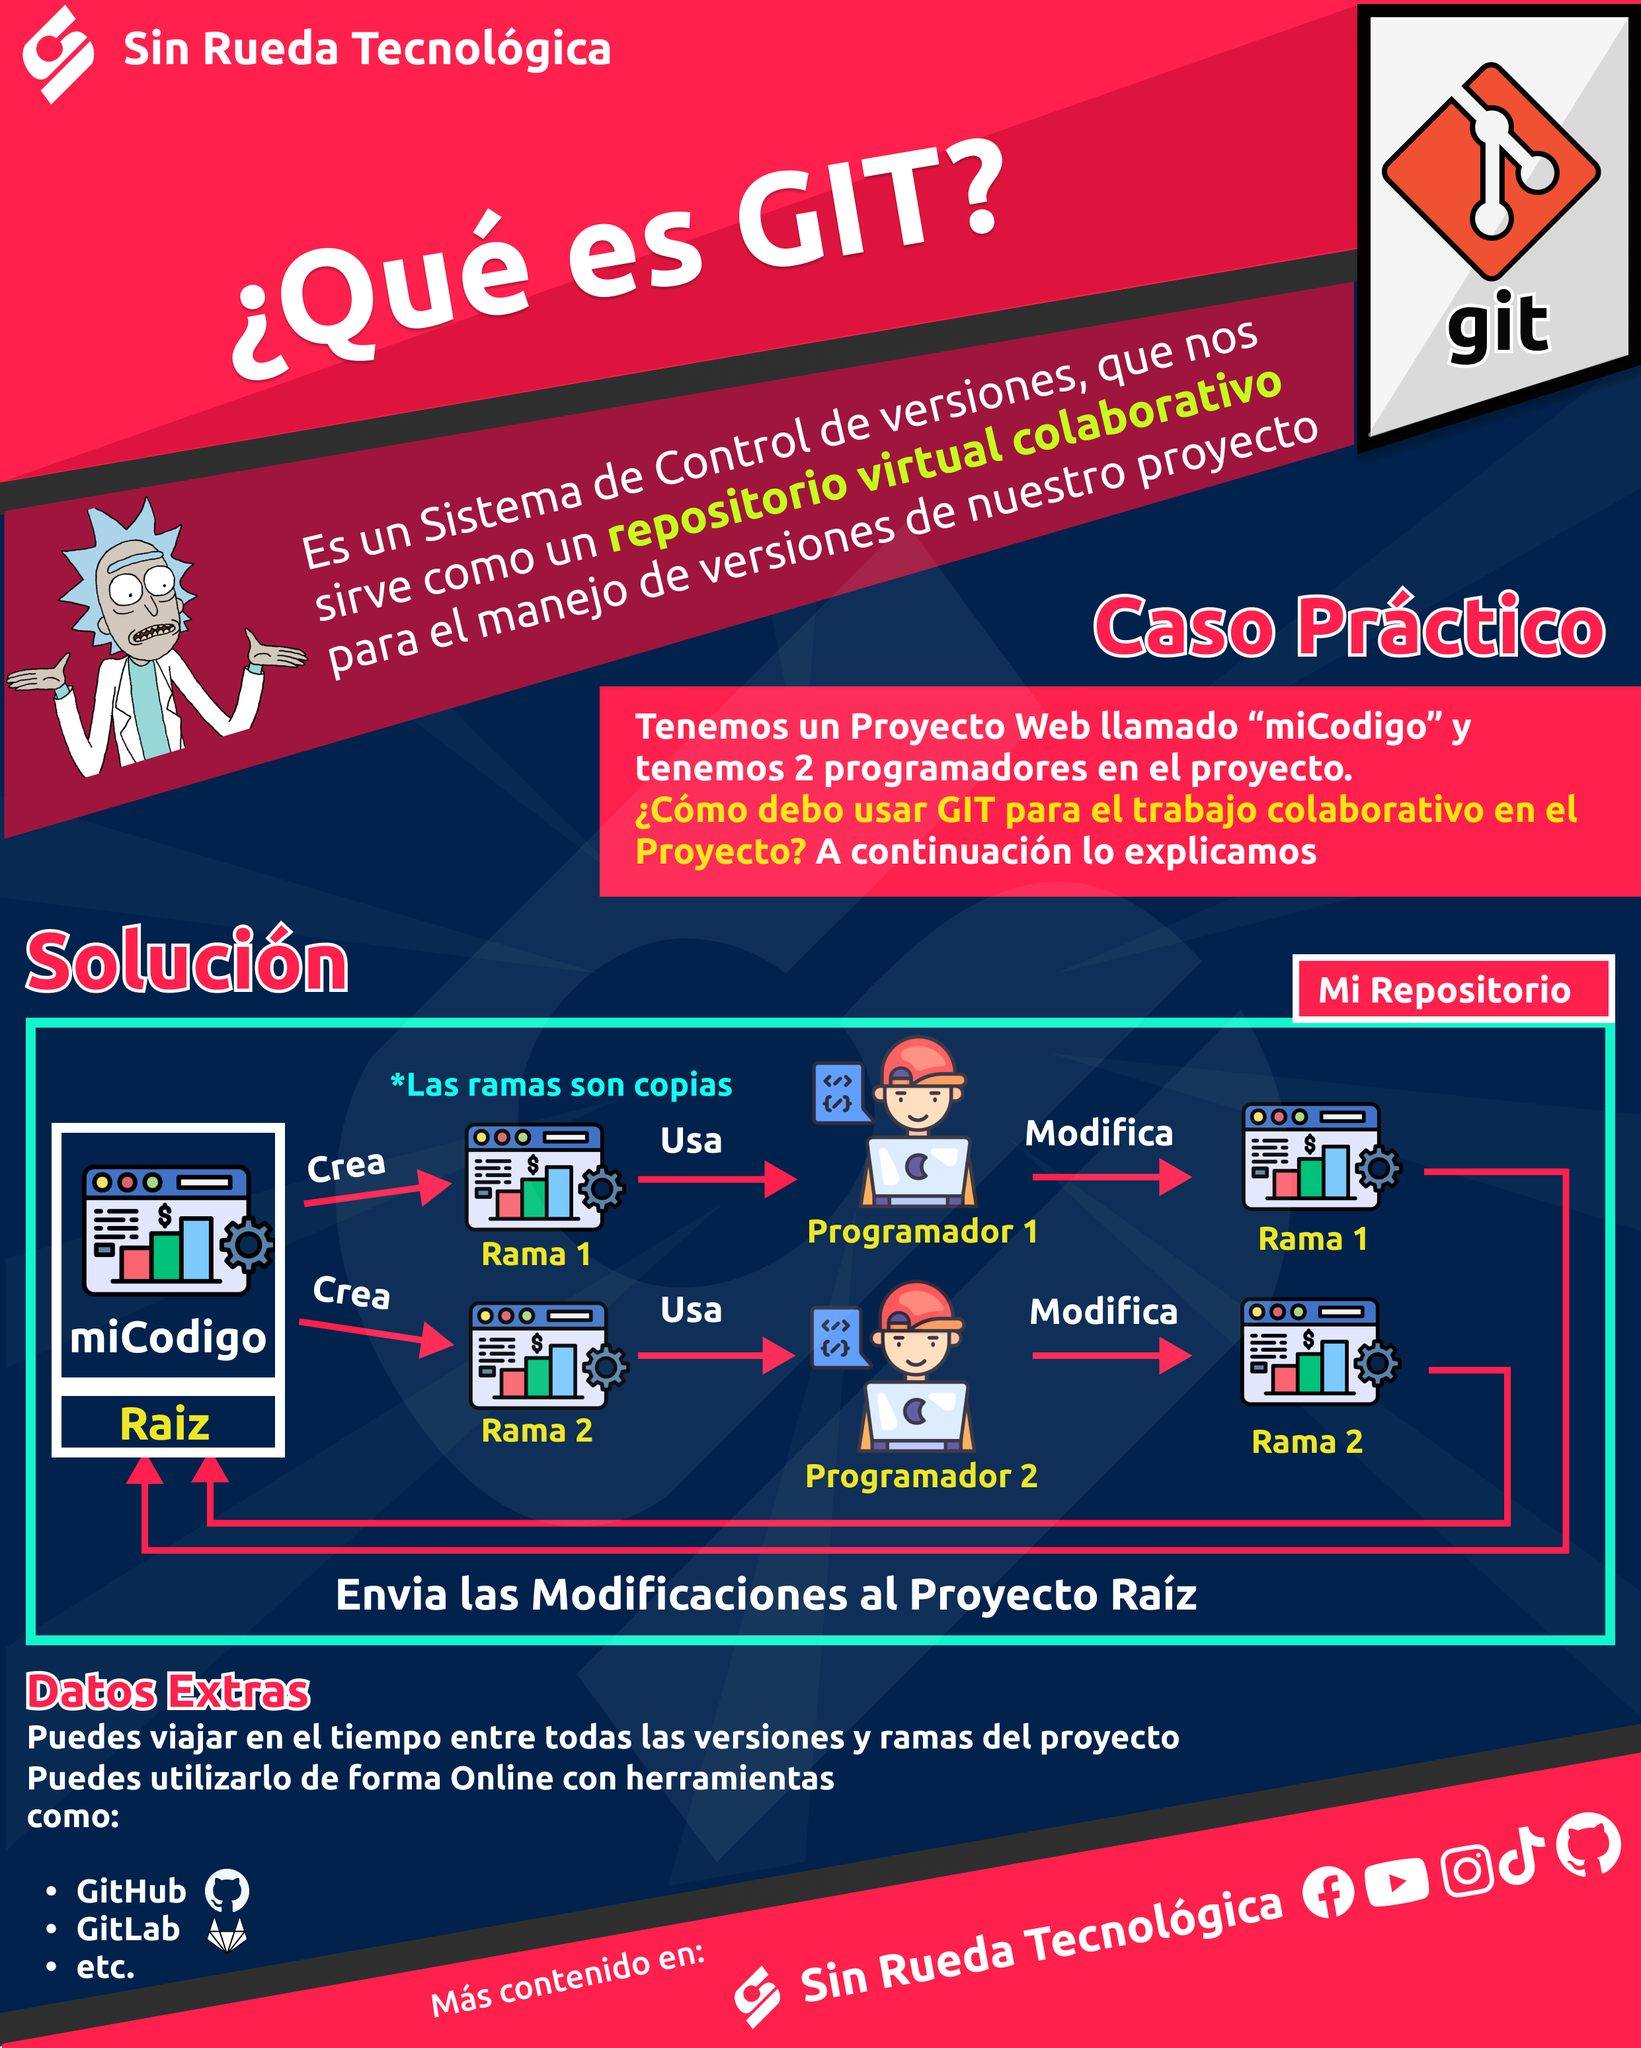 Sin Rueda Tecnológica
¿Qué es GIT?
git
Es un Sistema de Control de versiones, que nos
sirve como un repositorio virtual colaborativo
para el manejo de versiones de nuestro proyecto
Caso Práctico
Tenemos un Proyecto Web llamado “miCodigo” y
tenemos 2 programadores en el proyecto.
¿Cómo debo usar GIT para el trabajo colaborativo en el
Proyecto? A continuación lo explicamos
Solución
Mi Repositorio
*Las ramas son copias
Crea
Usa
Modifica
Rama 1
Programador 1
Rama 1
miCodigo
Raiz
Crea
Usa
Modifica
Rama 2
Programador 2
Rama 2
Envia las Modificaciones al Proyecto Raíz
Datos Extras
Puedes viajar en el tiempo entre todas las versiones y ramas del proyecto
Puedes utilizarlo de forma Online con herramientas
como:
• GitHub
• GitLab
• etc.
Más contenido en:
Sin Rueda Tecnológica